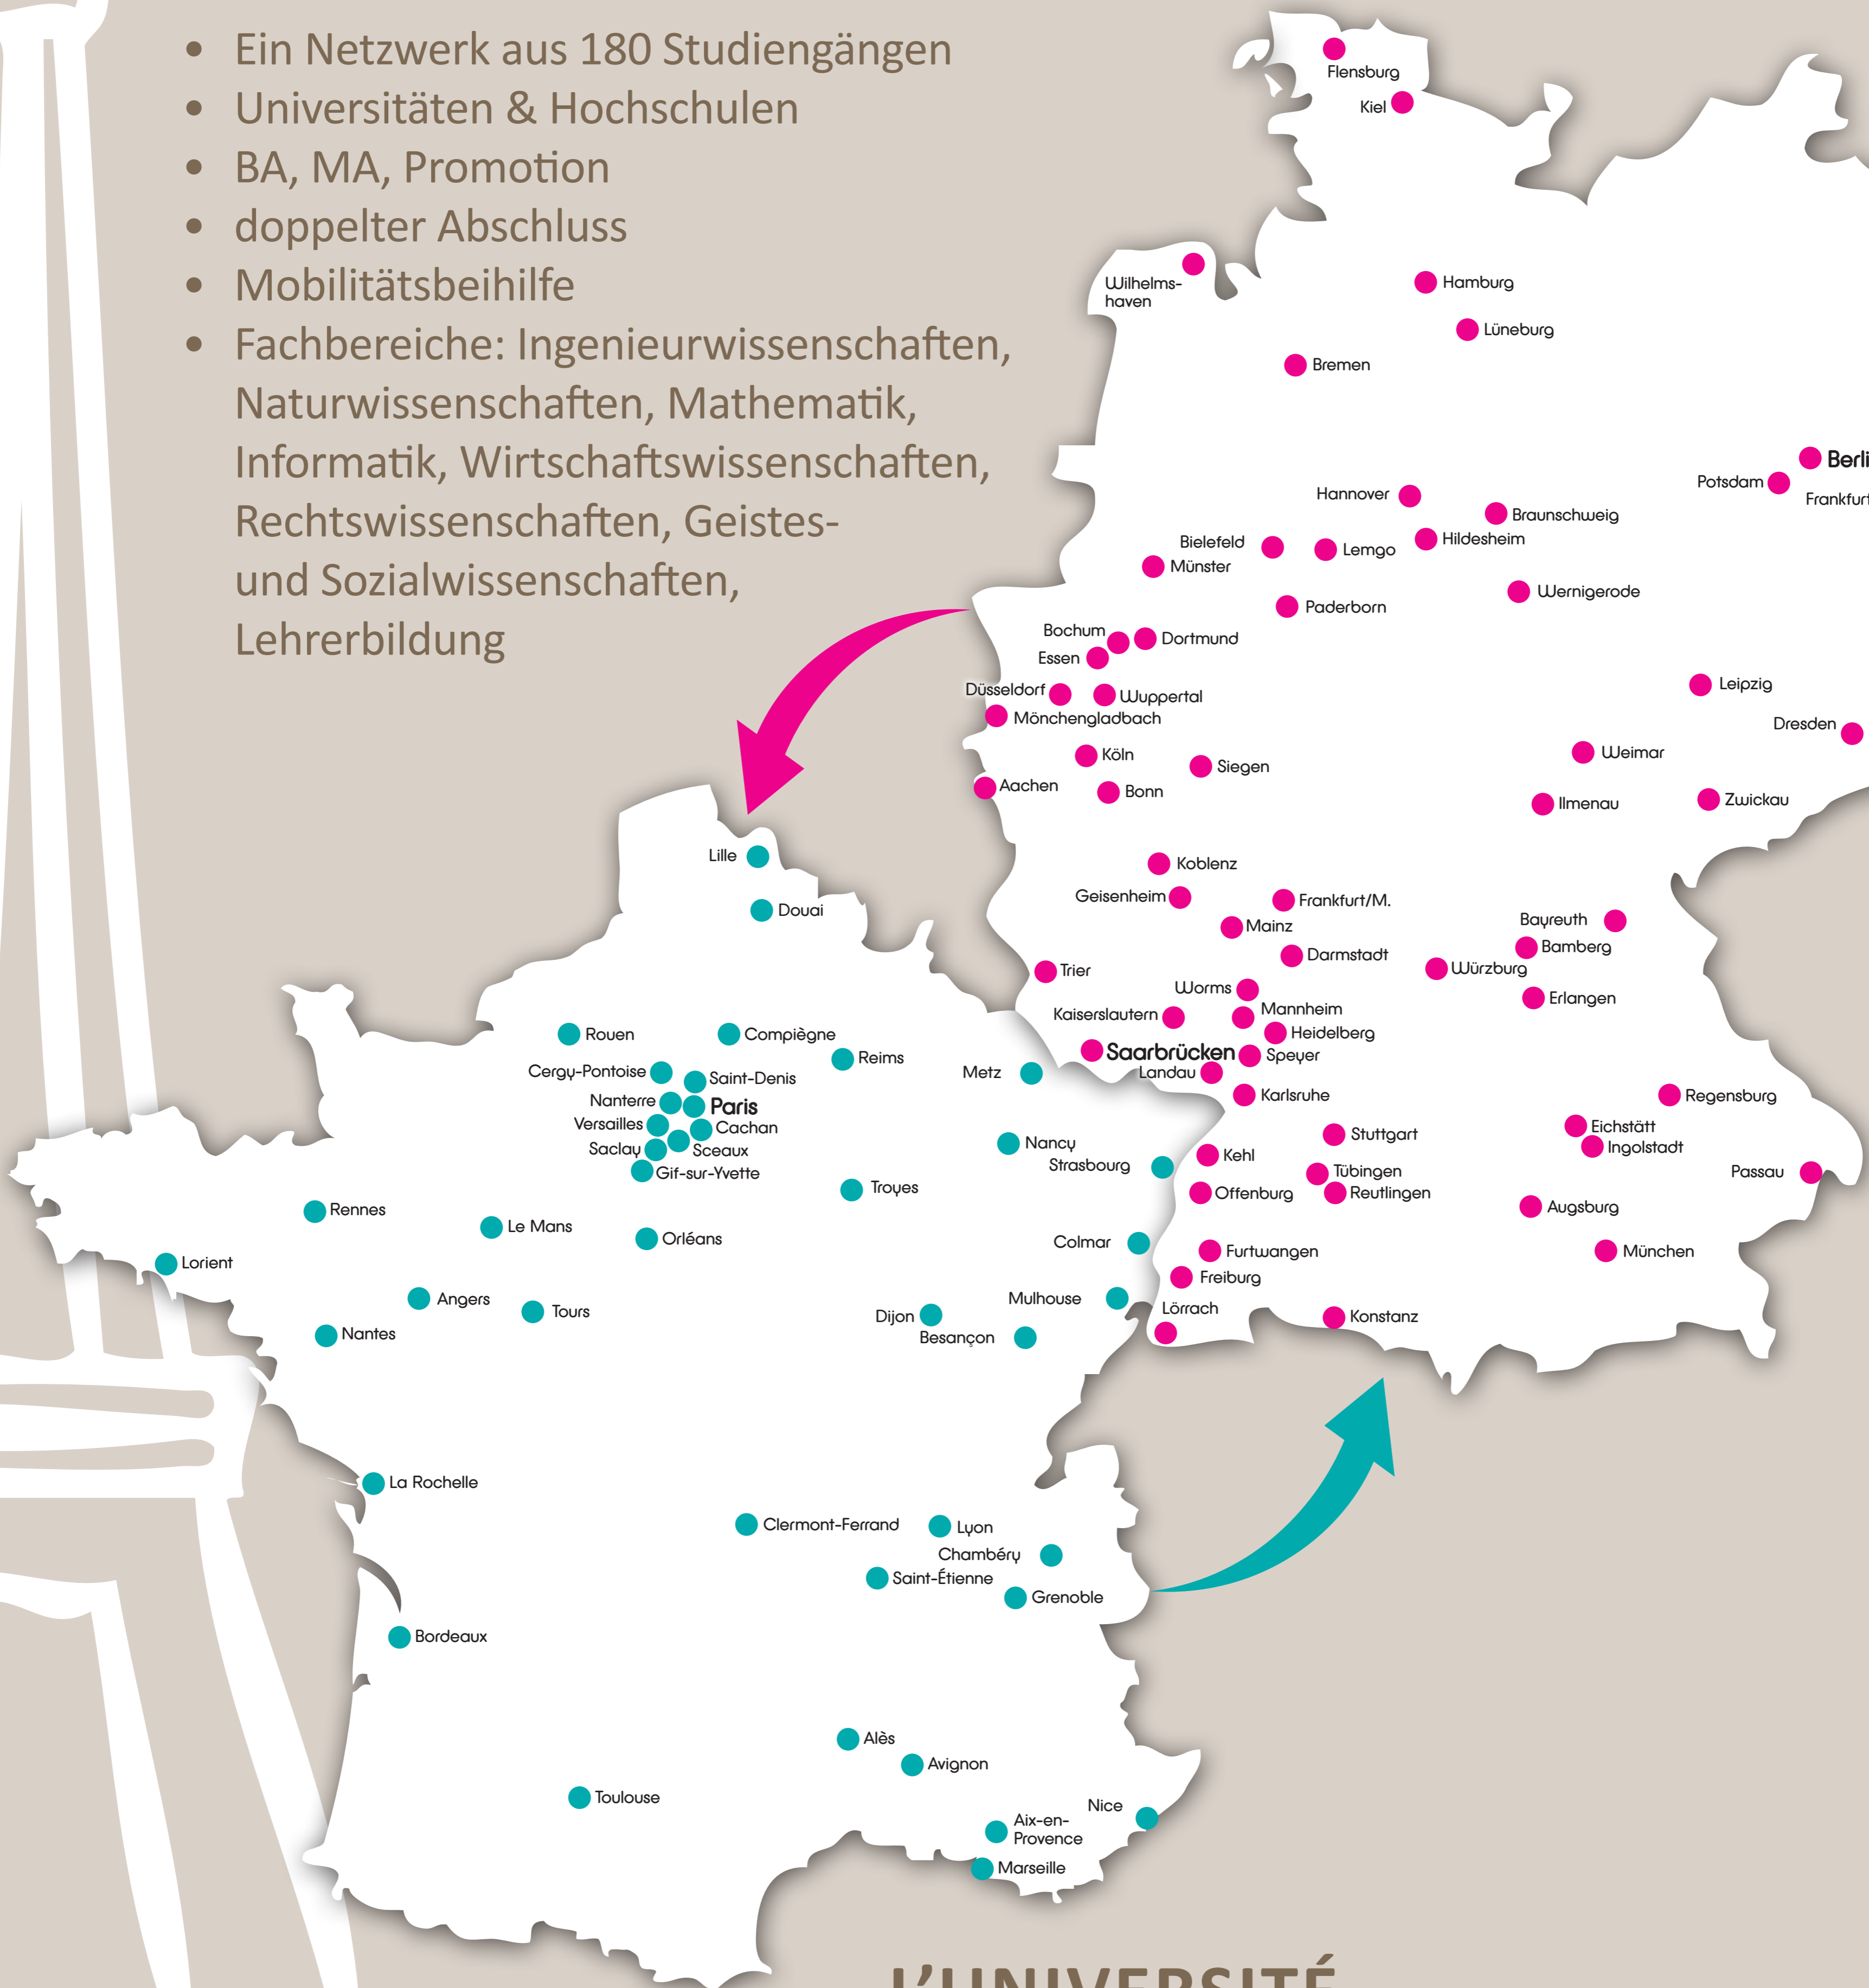 • Ein Netzwerk aus 180 Studiengängen
• Universitäten & Hochschulen
• BA, MA, Promotion
• doppelter Abschluss
• Mobilitätsbeihilfe
• Fachbereiche: Ingenieurwissenschaften,
Naturwissenschaften, Mathematik,
Informatik, Wirtschaftswissenschaften,
Rechtswissenschaften, Geistes-
und Sozialwissenschaften,
Lehrerbildung
Flensburg
Kiel
Wilhelms-
haven
Hamburg
Lüneburg
Bremen
Berli
Potsdam
Frankfurt
Hannover
Braunschweig
Hildesheim
Bielefeld
Lemgo
Münster
Wernigerode
Paderborn
Bochum
Dortmund
Essen
Düsseldorf
Wuppertal
Mönchengladbach
Leipzig
Dresden
Köln
Siegen
Weimar
Aachen
Bonn
Ilmenau
Zwickau
Koblenz
Geisenheim
Frankfurt/M.
Mainz
Bayreuth
Bamberg
Darmstadt
Würzburg
Trier
Worms
Erlangen
Kaiserslautern
Mannheim
Heidelberg
Saarbrücken
Speyer
Landau
Karlsruhe
Regensburg
Stuttgart
Eichstätt
Ingolstadt
Kehl
Tübingen
Passau
Offenburg
Reutlingen
Augsburg
Furtwangen
München
Freiburg
Lörrach
Konstanz
Lille
Douai
Rouen
Compiègne
Reims
Cergy-Pontoise
Saint-Denis
Metz
Nanterre
Paris
Versailles
Cachan
Saclay
Sceaux
Gif-sur-Yvette
Nancy
Strasbourg
Troyes
Rennes
Le Mans
Orléans
Colmar
Lorient
Angers
Tours
Mulhouse
Nantes
Dijon
Besançon
La Rochelle
Clermont-Ferrand
Lyon
Chambéry
Saint-Étienne
Grenoble
Bordeaux
Alès
Avignon
Toulouse
Nice
Aix-en-
Provence
Marseille
L'UNIVERSITÉ